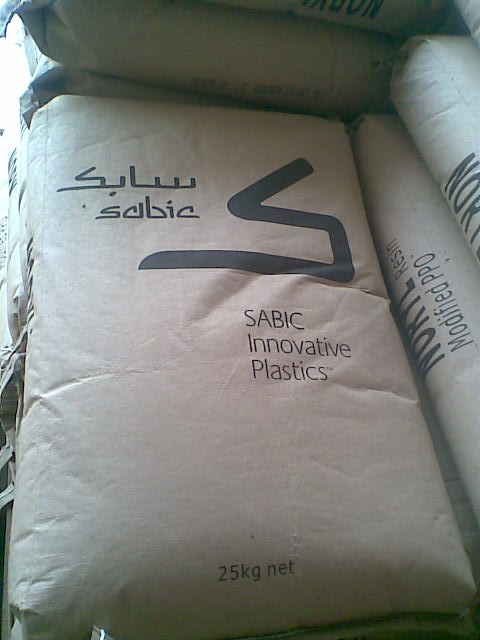 سابك
sabic
SABIC
Innovative
Plastics™
25kg net
NORYL Resin
Modified PPO